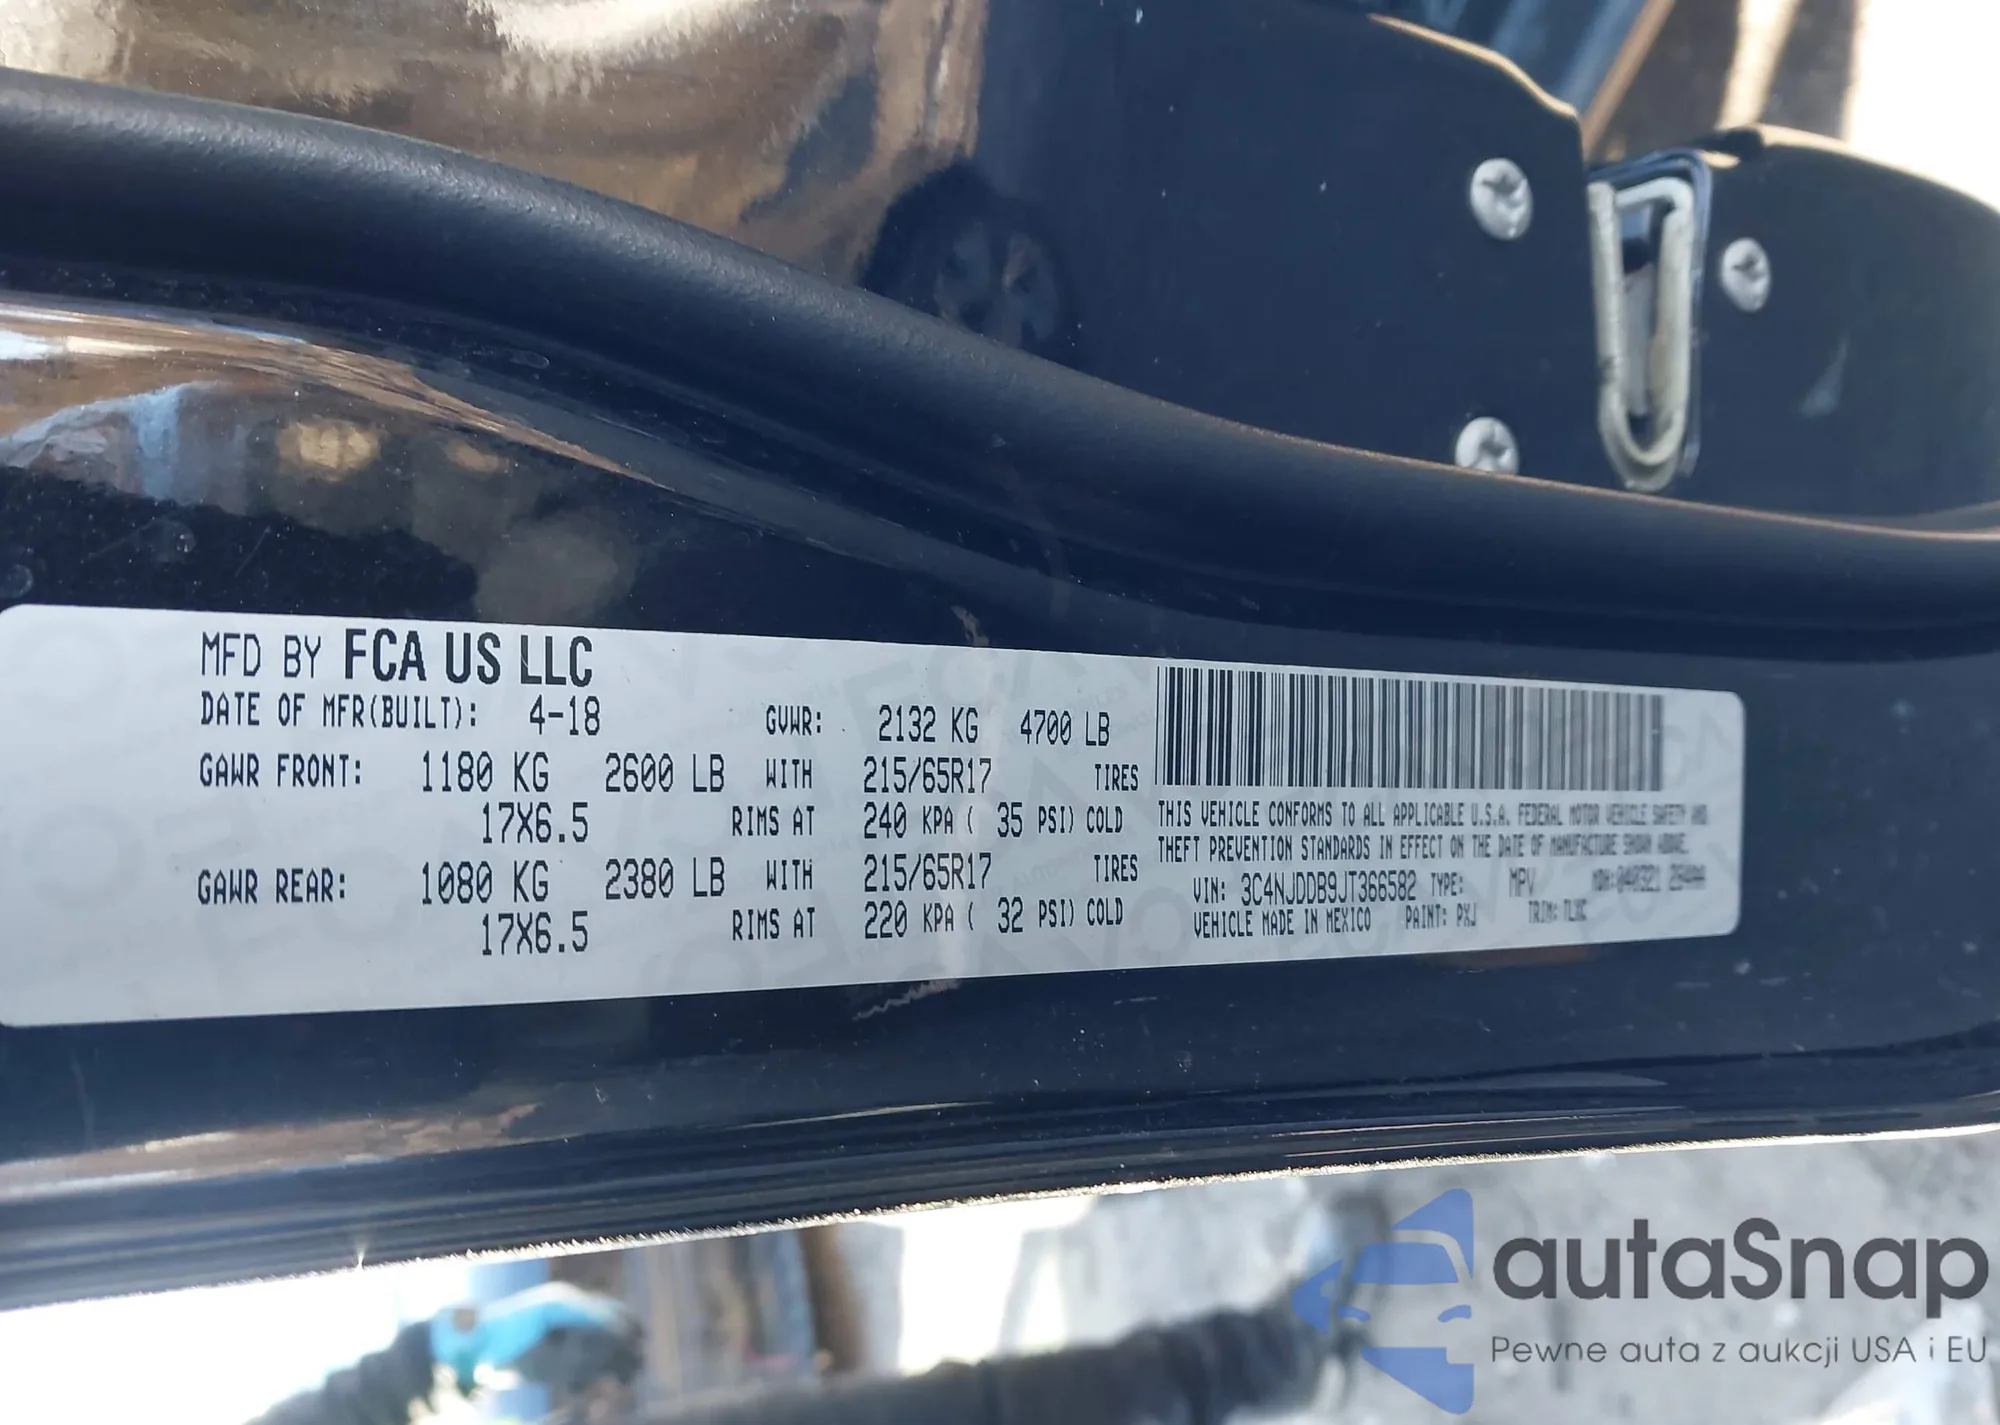 MFD BY FCA US LLC
DATE OF MFR(BUILT): 4-18 GVWR: 2132 KG 4700 LB
GAWR FRONT: 1180 KG 2600 LB WITH 215/65R17 TIRES
17X6.5 RIMS AT 240 KPA ( 35 PSI) COLD
GAWR REAR: 1080 KG 2380 LB WITH 215/65R17 TIRES
17X6.5 RIMS AT 220 KPA ( 32 PSI) COLD
THIS VEHICLE CONFORMS TO ALL APPLICABLE U.S.A. FEDERAL MOTOR VEHICLE SAFETY AND
THEFT PREVENTION STANDARDS IN EFFECT ON THE DATE OF MANUFACTURE SHOWN ABOVE.
VIN: 3C4NJDDB9JT366582 TYPE: MPV MDH:
VEHICLE MADE IN MEXICO PAINT: PXJ TRIM:
autaSnap
Pewne auta z aukcji USA i EU